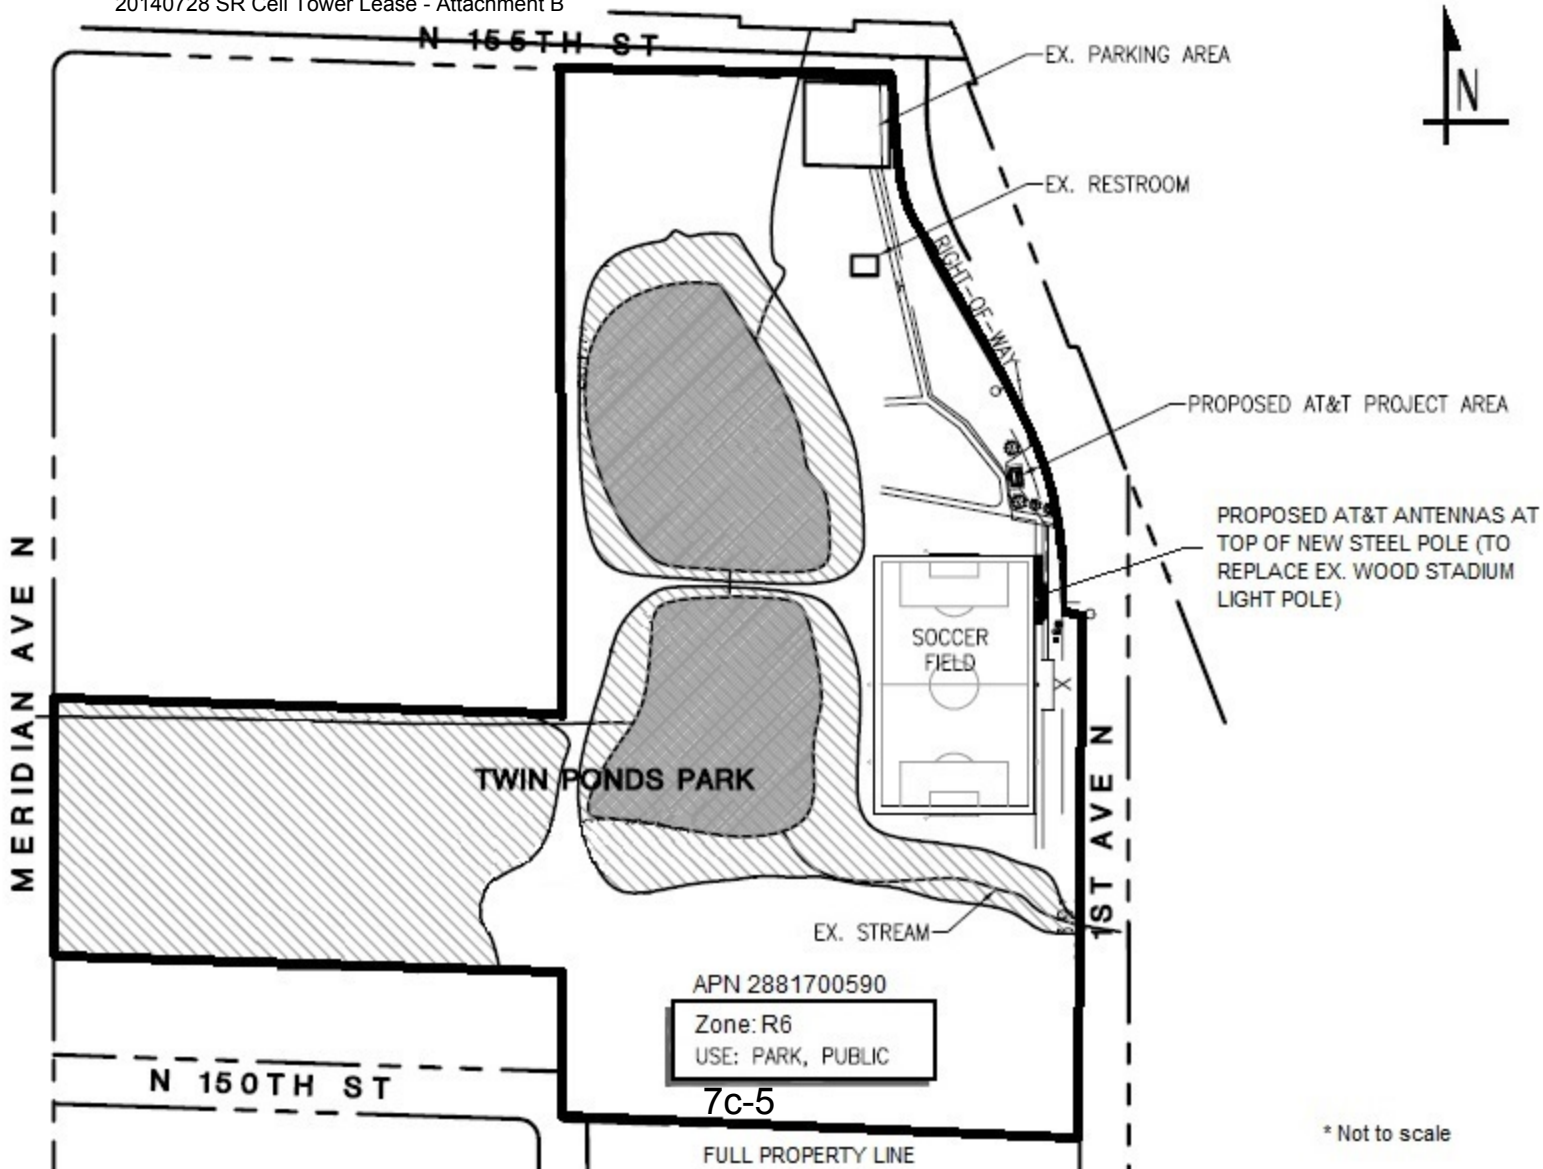 20140728 SR Cell Tower Lease - Attachment B
N 155TH ST
EX. PARKING AREA
N
EX. RESTROOM
RIGHT-OF-WAY
PROPOSED AT&T PROJECT AREA
PROPOSED AT&T ANTENNAS AT
TOP OF NEW STEEL POLE (TO
REPLACE EX. WOOD STADIUM
LIGHT POLE)
SOCCER
FIELD
MERIDIAN AVE N
TWIN PONDS PARK
1ST AVE N
EX. STREAM
APN 2881700590
Zone: R6
USE: PARK, PUBLIC
N 150TH ST
7c-5
* Not to scale
FULL PROPERTY LINE